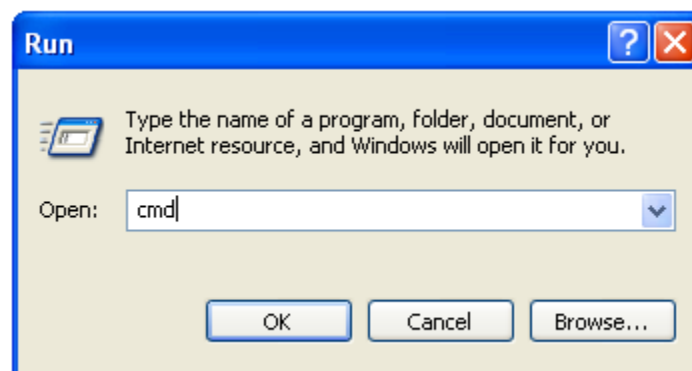 Run
Type the name of a program, folder, document, or
Internet resource, and Windows will open it for you.
Open: cmd
OK Cancel Browse...